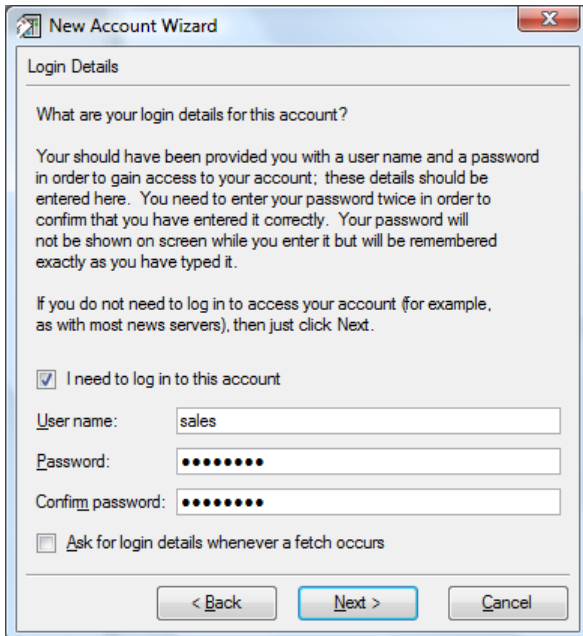 New Account Wizard
Login Details
What are your login details for this account?
Your should have been provided you with a user name and a password
in order to gain access to your account; these details should be
entered here. You need to enter your password twice in order to
confirm that you have entered it correctly. Your password will
not be shown on screen while you enter it but will be remembered
exactly as you have typed it.
If you do not need to log in to access your account (for example,
as with most news servers), then just click Next.
I need to log in to this account
User name: sales
Password: ●●●●●●●●
Confirm password: ●●●●●●●●
Ask for login details whenever a fetch occurs
< Back Next > Cancel